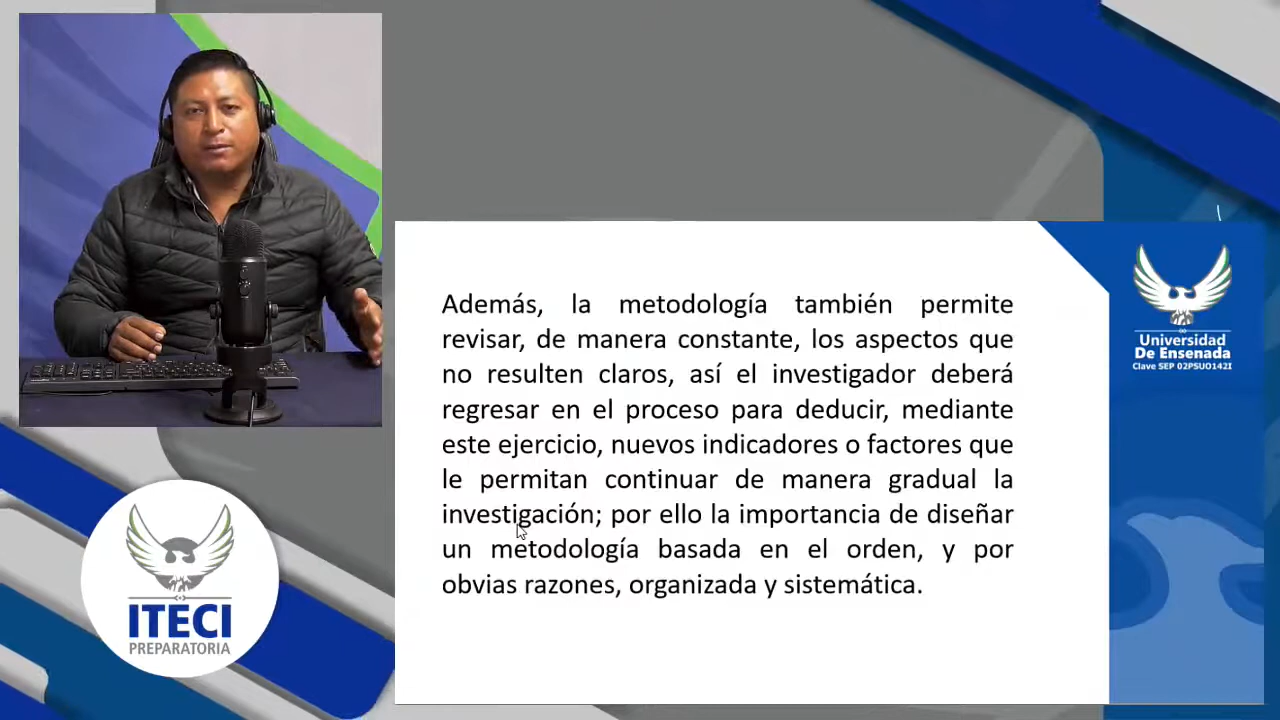 Además, la metodología también permite
revisar, de manera constante, los aspectos que
no resulten claros, así el investigador deberá
regresar en el proceso para deducir, mediante
este ejercicio, nuevos indicadores o factores que
le permitan continuar de manera gradual la
investigación; por ello la importancia de diseñar
un metodología basada en el orden, y por
obvias razones, organizada y sistemática.
Universidad
De Ensenada
Clave SEP 02PSU0142I
ITECI
PREPARATORIA